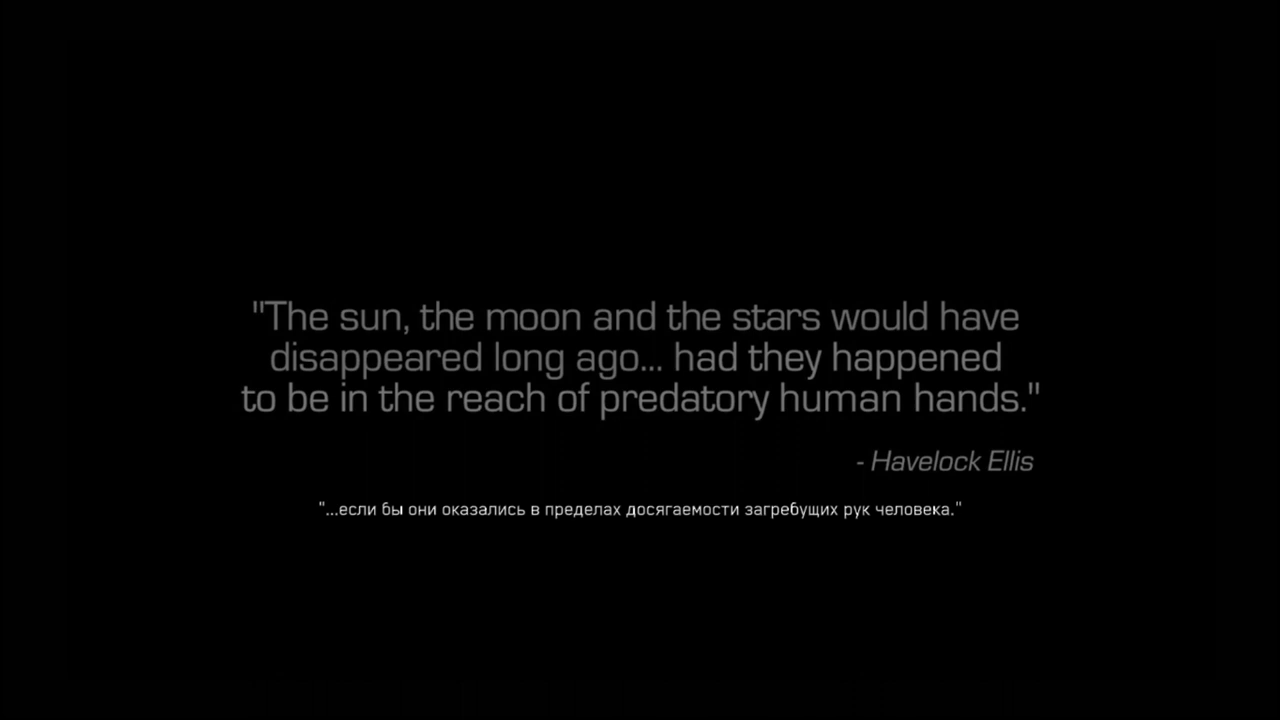 "The sun, the moon and the stars would have
disappeared long ago... had they happened
to be in the reach of predatory human hands."
- Havelock Ellis
"...если бы они оказались в пределах досягаемости загребущих рук человека."